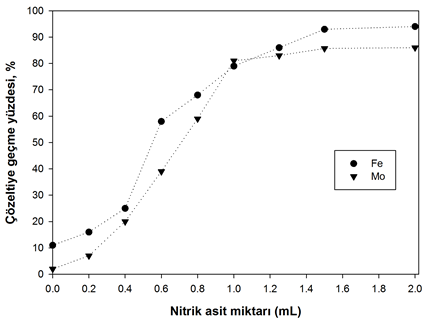 100
90
80
70
60
50
40
30
20
10
0
Çözeltiye geçme yüzdesi, %
Fe
Mo
0.0 0.2 0.4 0.6 0.8 1.0 1.2 1.4 1.6 1.8 2.0
Nitrik asit miktarı (mL)